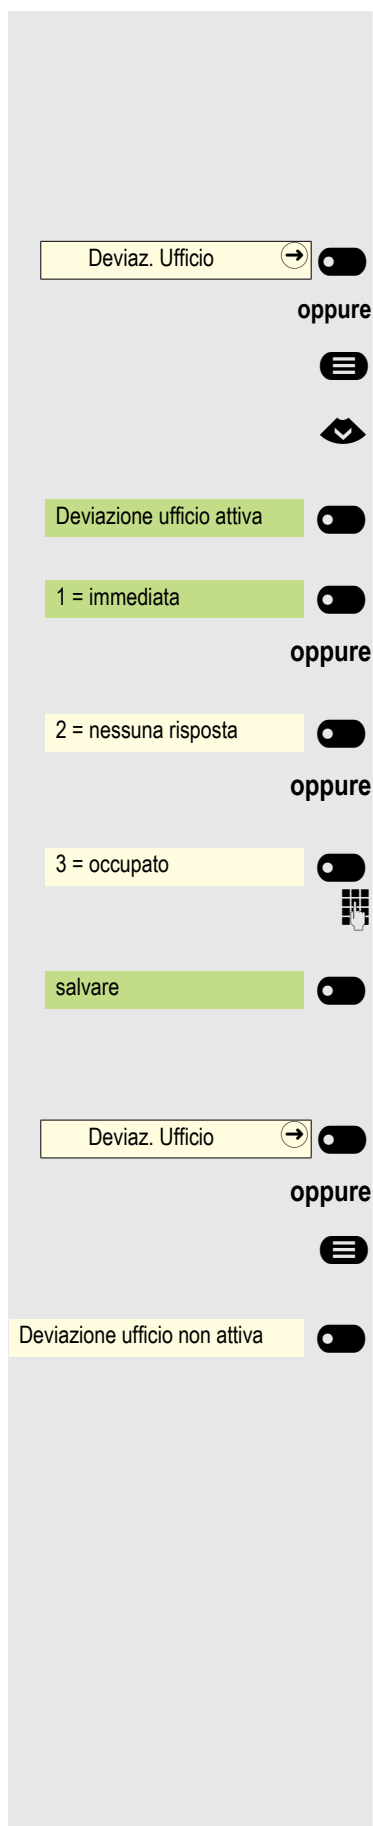 Deviaz. Ufficio
oppure
Deviazione ufficio attiva
1 = immediata
oppure
2 = nessuna risposta
oppure
3 = occupato
salvare
Deviaz. Ufficio
oppure
Deviazione ufficio non attiva